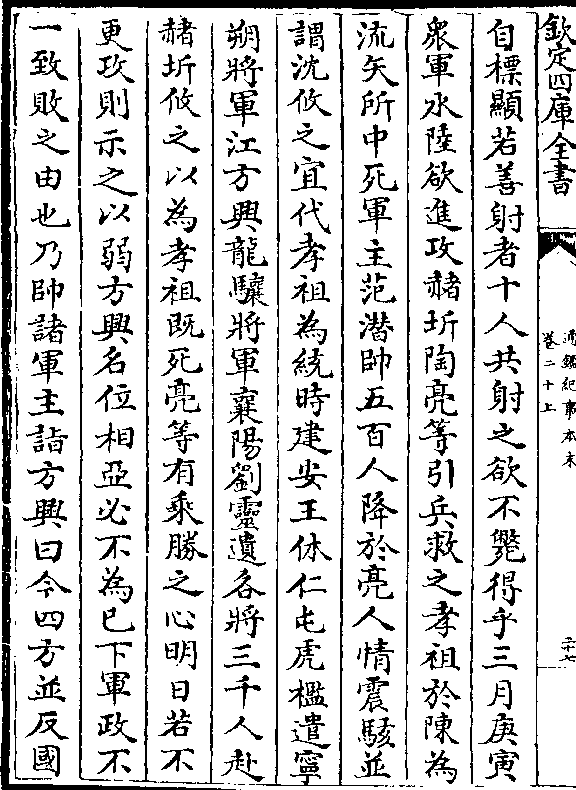 欽定四庫全書
通鑑紀事本末
卷二十上
二十七
自標顯若善射者十人共射之欲不斃得乎三月庚寅
衆軍水陸欲進攻赭圻陶亮等引兵救之孝祖於陳為
流矢所中死軍主范潛帥五百人降於亮人情震駭並
謂沈攸之宜代孝祖為統時建安王休仁屯虎檻遣寧
朔將軍江方興龍驤將軍襄陽劉靈遺各將三千人赴
赭圻攸之以為孝祖既死亮等有乘勝之心明日若不
更攻則示之以弱方興名位相亞必不為已下軍政不
一致敗之由也乃帥諸軍主詣方興曰今四方並反國